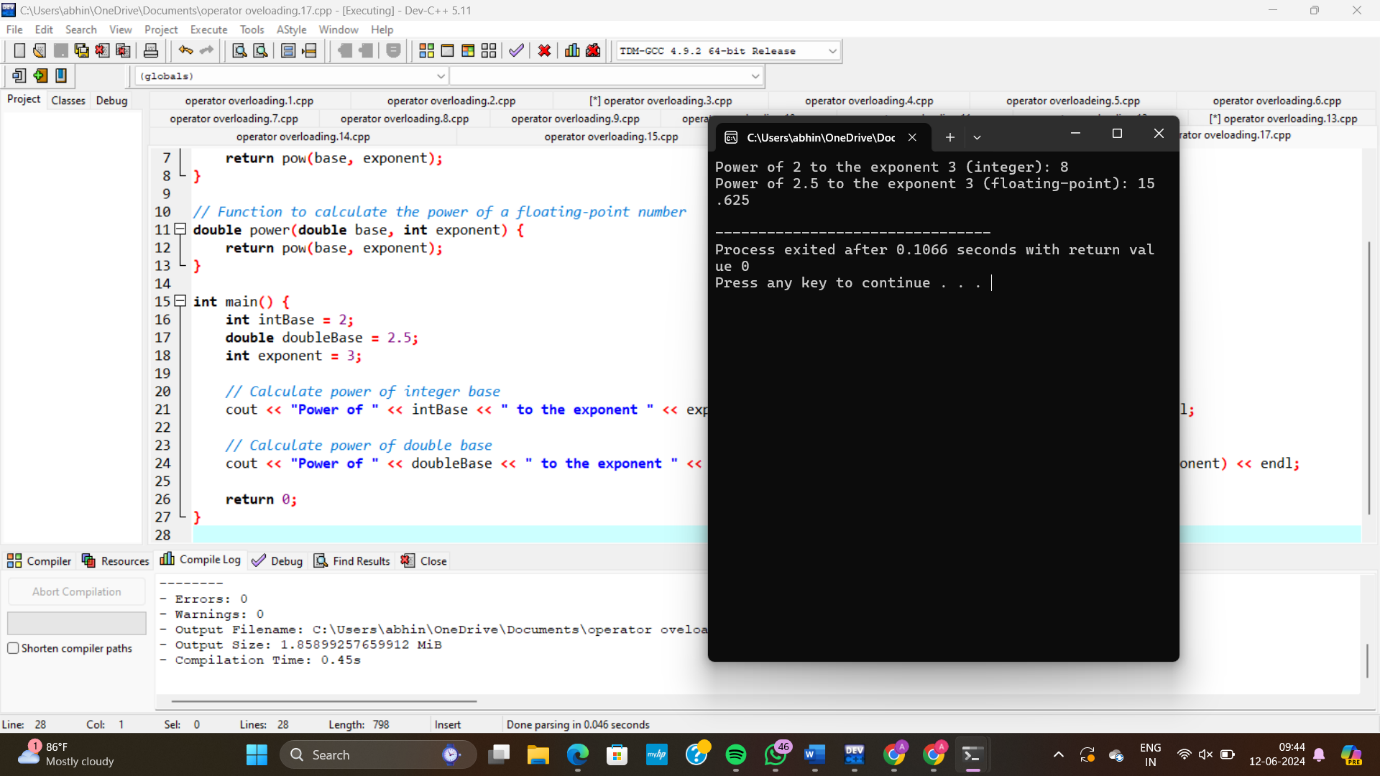 C:\Users\abhin\OneDrive\Documents\operator oveloading.17.cpp - [Executing] - Dev-C++ 5.11
File Edit Search View Project Execute Tools AStyle Window Help
TDM-GCC 4.9.2 64-bit Release
(globals)
Project Classes Debug
operator overloading.1.cpp operator overloading.2.cpp [*] operator overloading.3.cpp operator overloading.4.cpp operator overloadeing.5.cpp operator overloading.6.cpp
operator overloading.7.cpp operator overloading.8.cpp operator overloading.9.cpp [*] operator overloading.13.cpp
operator overloading.14.cpp operator overloading.15.cpp rator oveloading.17.cpp
7 return pow(base, exponent);
8 }
9
10 // Function to calculate the power of a floating-point number
11 double power(double base, int exponent) {
12 return pow(base, exponent);
13 }
14
15 int main() {
16 int intBase = 2;
17 double doubleBase = 2.5;
18 int exponent = 3;
19
20 // Calculate power of integer base
21 cout << "Power of " << intBase << " to the exponent " << exp l;
22
23 // Calculate power of double base
24 cout << "Power of " << doubleBase << " to the exponent " << onent) << endl;
25
26 return 0;
27 }
28
C:\Users\abhin\OneDrive\Doc
Power of 2 to the exponent 3 (integer): 8
Power of 2.5 to the exponent 3 (floating-point): 15
.625
--------------------------------
Process exited after 0.1066 seconds with return val
ue 0
Press any key to continue . . .
Compiler Resources Compile Log Debug Find Results Close
Abort Compilation
Shorten compiler paths
--------
- Errors: 0
- Warnings: 0
- Output Filename: C:\Users\abhin\OneDrive\Documents\operator oveloa
- Output Size: 1.85899257659912 MiB
- Compilation Time: 0.45s
Line: 28 Col: 1 Sel: 0 Lines: 28 Length: 798 Insert Done parsing in 0.046 seconds
1
86°F
Mostly cloudy
Search
myhp
46
W
DEV
A
A
ENG
IN
09:44
12-06-2024
PRE